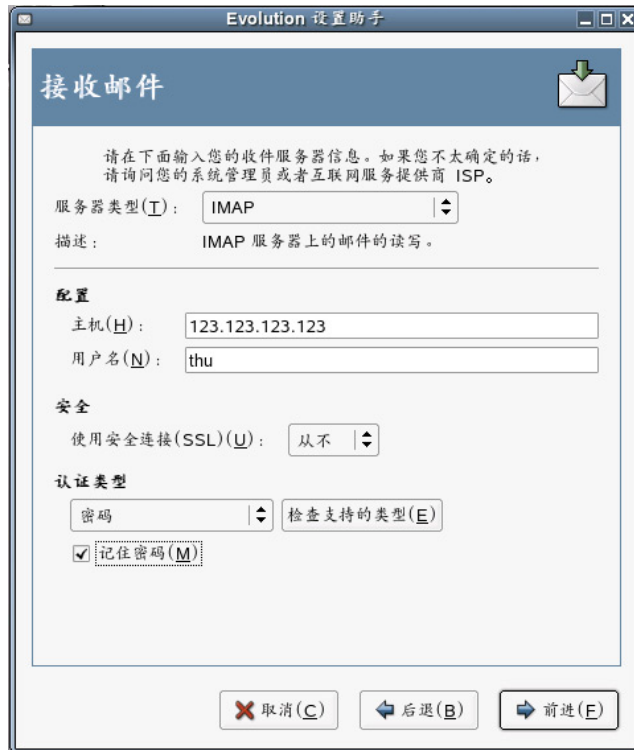 Evolution 设置助手
接收邮件
请在下面输入您的收件服务器信息。如果您不太确定的话，
请询问您的系统管理员或者互联网服务提供商 ISP。
服务器类型(T)： IMAP
描述： IMAP 服务器上的邮件的读写。
配置
主机(H)： 123.123.123.123
用户名(N)： thu
安全
使用安全连接(SSL)(U)： 从不
认证类型
密码 检查支持的类型(E)
记住密码(M)
取消(C) 后退(B) 前进(F)